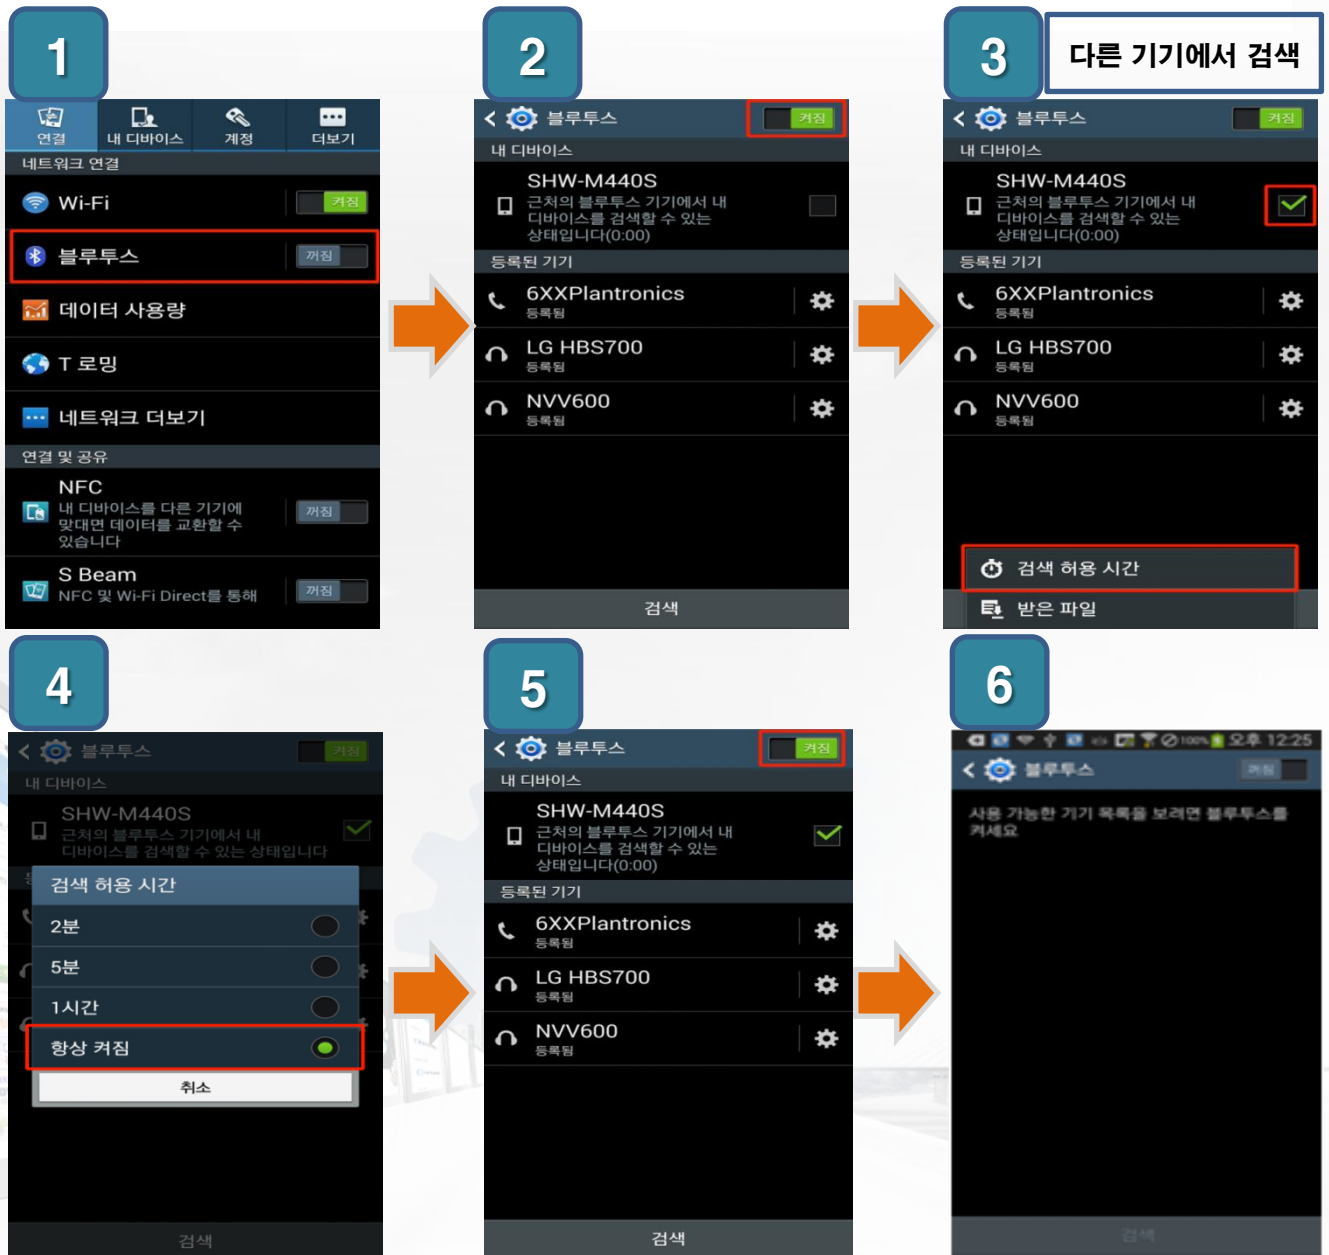 1
연결
내 디바이스
계정
더보기
네트워크 연결
Wi-Fi
켜짐
블루투스
꺼짐
데이터 사용량
T 로밍
네트워크 더보기
연결 및 공유
NFC
내 디바이스를 다른 기기에
맞대면 데이터를 교환할 수
있습니다
꺼짐
S Beam
NFC 및 Wi-Fi Direct를 통해
꺼짐
2
블루투스
켜짐
내 디바이스
SHW-M440S
근처의 블루투스 기기에서 내
디바이스를 검색할 수 있는
상태입니다(0:00)
등록된 기기
6XXPlantronics
등록됨
LG HBS700
등록됨
NVV600
등록됨
검색
3
다른 기기에서 검색
블루투스
켜짐
내 디바이스
SHW-M440S
근처의 블루투스 기기에서 내
디바이스를 검색할 수 있는
상태입니다(0:00)
등록된 기기
6XXPlantronics
등록됨
LG HBS700
등록됨
NVV600
등록됨
검색 허용 시간
받은 파일
4
블루투스
켜짐
내 디바이스
SHW-M440S
근처의 블루투스 기기에서 내
디바이스를 검색할 수 있는 상태입니다
검색 허용 시간
2분
5분
1시간
항상 켜짐
취소
검색
5
블루투스
켜짐
내 디바이스
SHW-M440S
근처의 블루투스 기기에서 내
디바이스를 검색할 수 있는
상태입니다(0:00)
등록된 기기
6XXPlantronics
등록됨
LG HBS700
등록됨
NVV600
등록됨
검색
6
100% 오후 12:25
블루투스
꺼짐
사용 가능한 기기 목록을 보려면 블루투스를
켜세요
검색